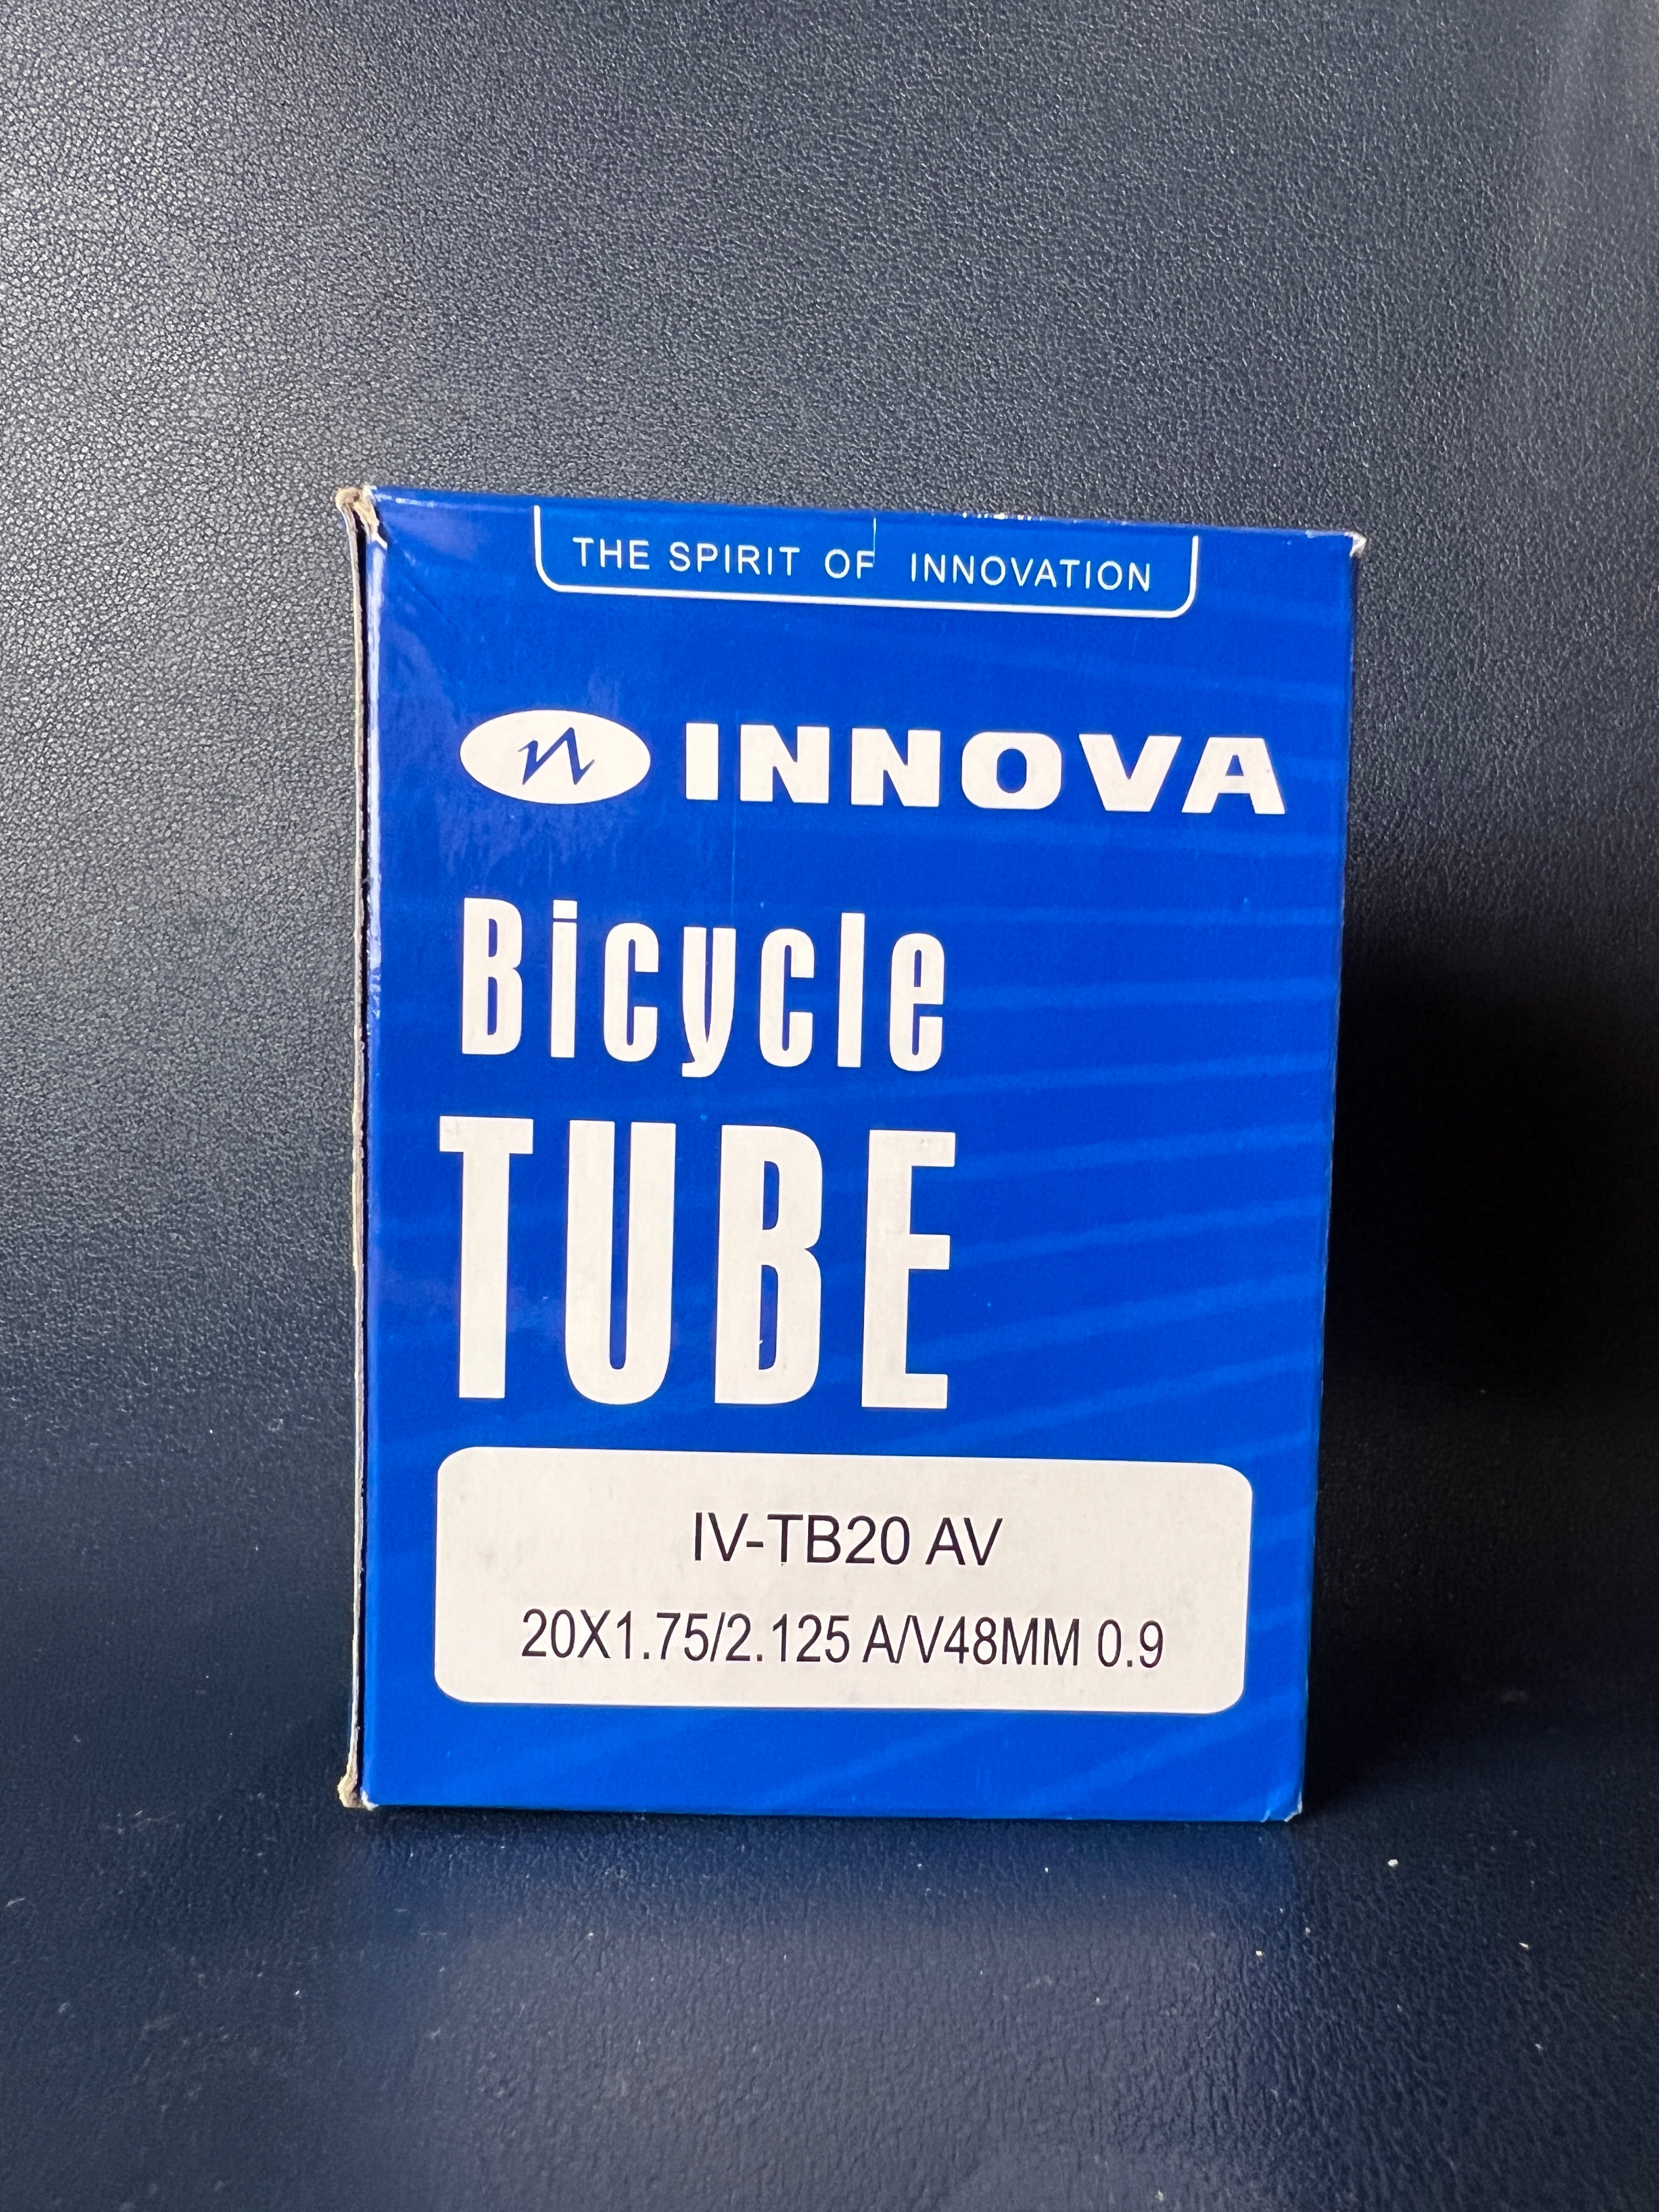 THE SPIRIT OF INNOVATION
INNOVA
Bicycle
TUBE
IV-TB20 AV
20X1.75/2.125 A/V48MM 0.9